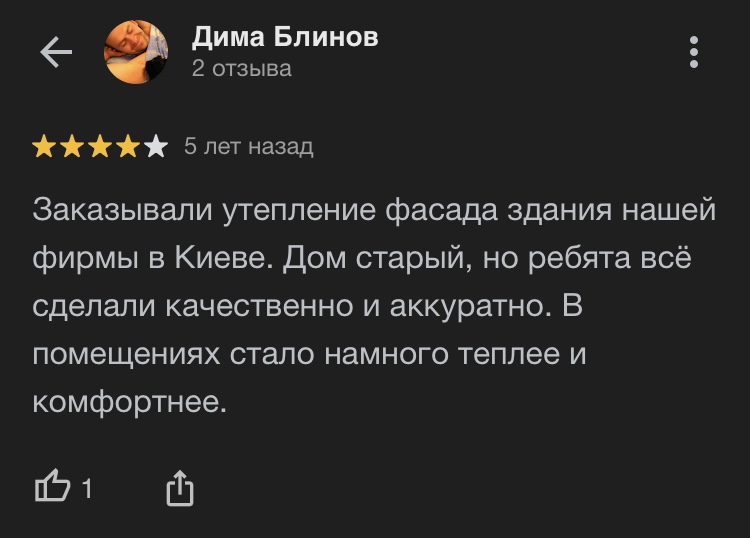 Дима Блинов
2 отзыва
5 лет назад
Заказывали утепление фасада здания нашей
фирмы в Киеве. Дом старый, но ребята всё
сделали качественно и аккуратно. В
помещениях стало намного теплее и
комфортнее.
1